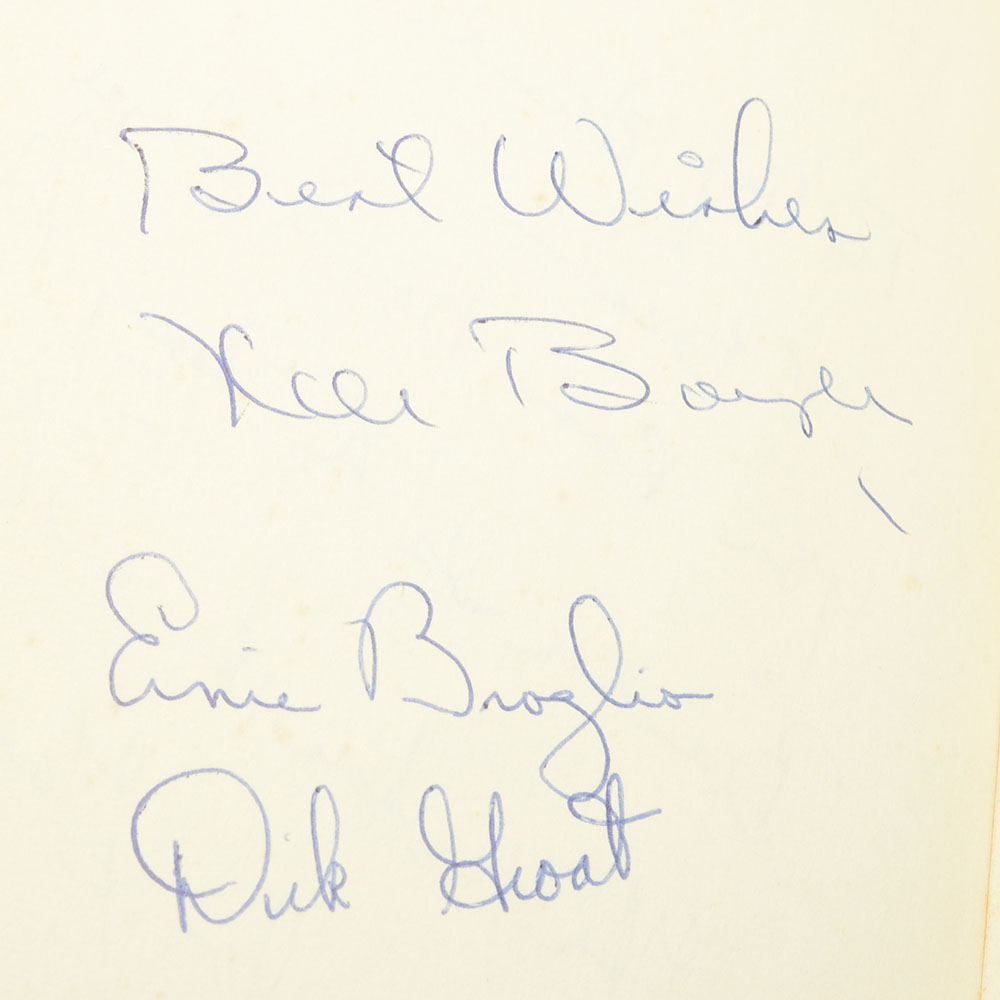 Best Wishes
Ken Boyer
Ernie Broglio
Dick Groat